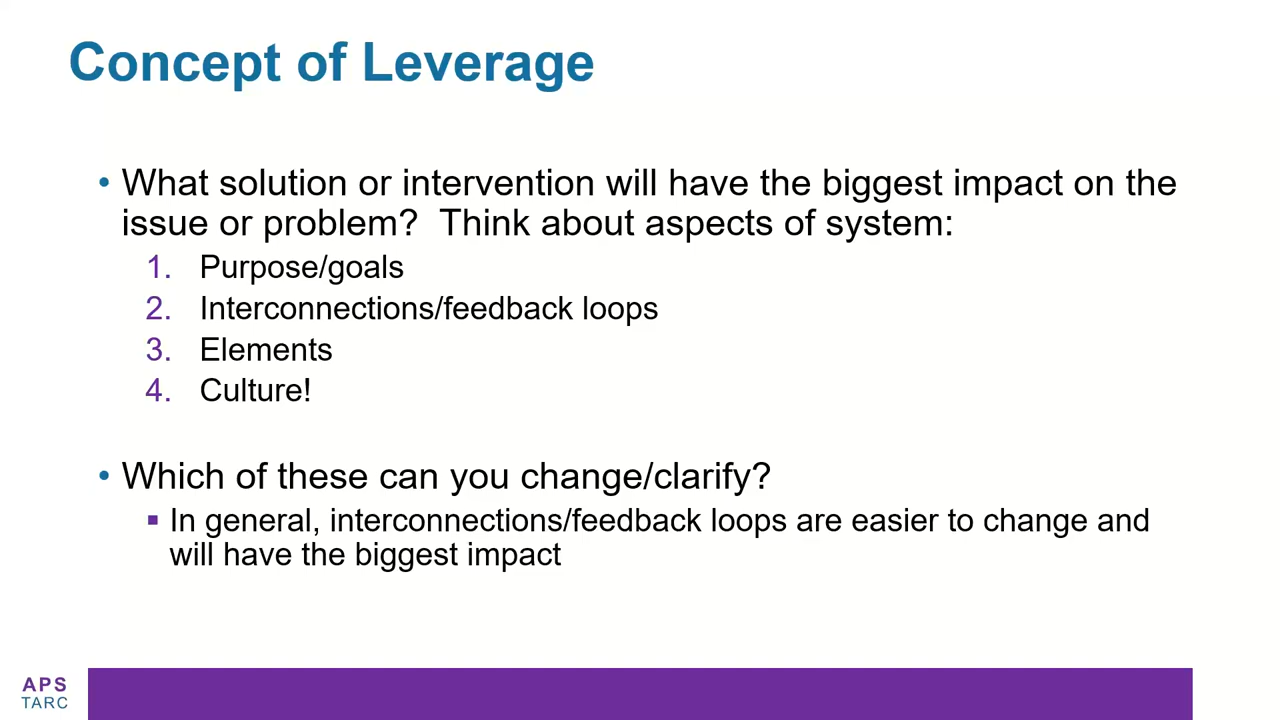 Concept of Leverage
• What solution or intervention will have the biggest impact on the
issue or problem?  Think about aspects of system:
1. Purpose/goals
2. Interconnections/feedback loops
3. Elements
4. Culture!
• Which of these can you change/clarify?
▪ In general, interconnections/feedback loops are easier to change and
will have the biggest impact
APS
TARC